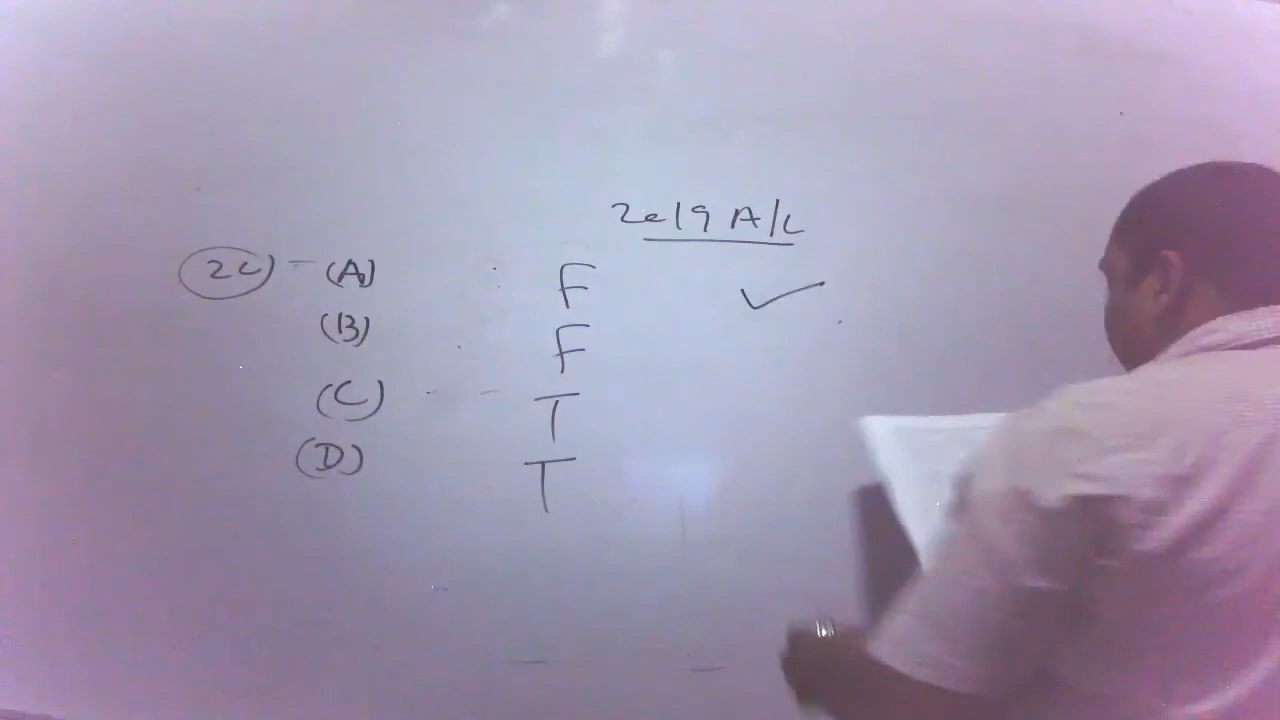 2019 A/L
20 - (A) F ✓
(B) F
(C) -- T
(D) T